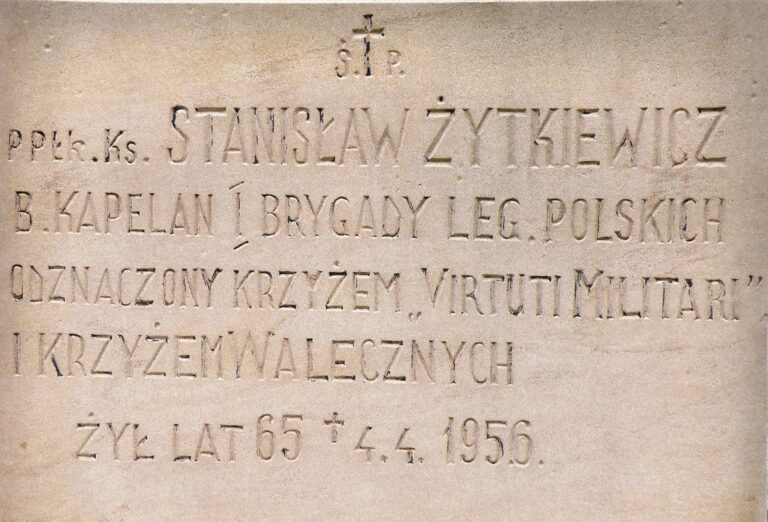 Ś. † P.
PPŁK. KS. STANISŁAW ŻYTKIEWICZ
B. KAPELAN I BRYGADY LEG. POLSKICH
ODZNACZONY KRZYŻEM „VIRTUTI MILITARI”,
I KRZYŻEM WALECZNYCH
ŻYŁ LAT 65 † 4.4. 1956.